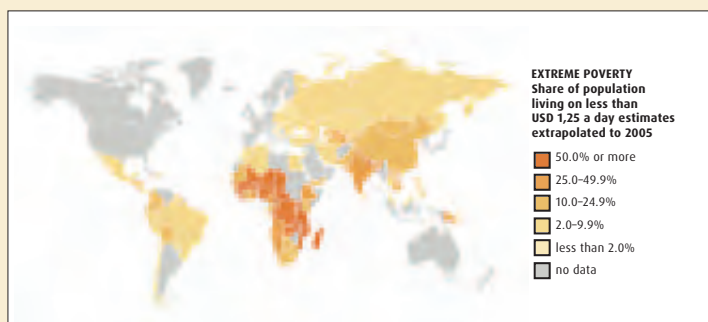 EXTREME POVERTY
Share of population
living on less than
USD 1,25 a day estimates
extrapolated to 2005
50.0% or more
25.0–49.9%
10.0–24.9%
2.0–9.9%
less than 2.0%
no data